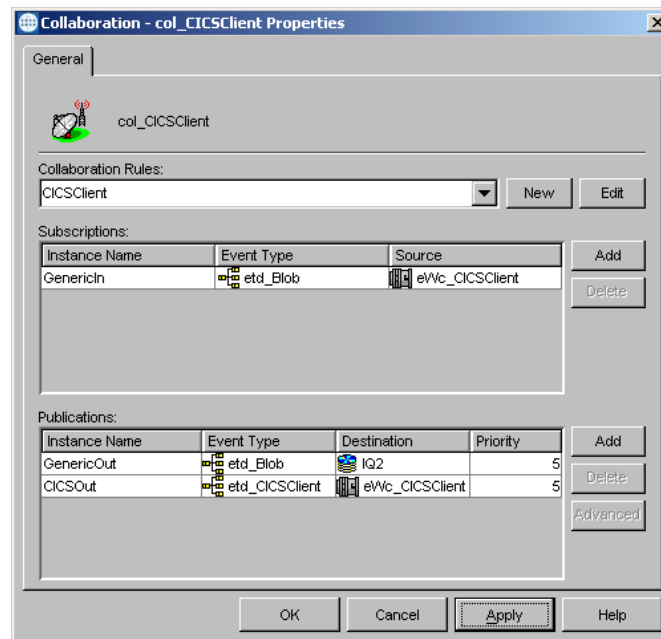 Collaboration - col_CICSClient Properties
General
col_CICSClient
Collaboration Rules:
CICSClient New Edit
Subscriptions:
Instance Name Event Type Source Add
GenericIn etd_Blob eWc_CICSClient
Delete
Publications:
Instance Name Event Type Destination Priority Add
GenericOut etd_Blob IQ2 5
CICSOut etd_CICSClient eWc_CICSClient 5
Delete
Advanced
OK Cancel Apply Help